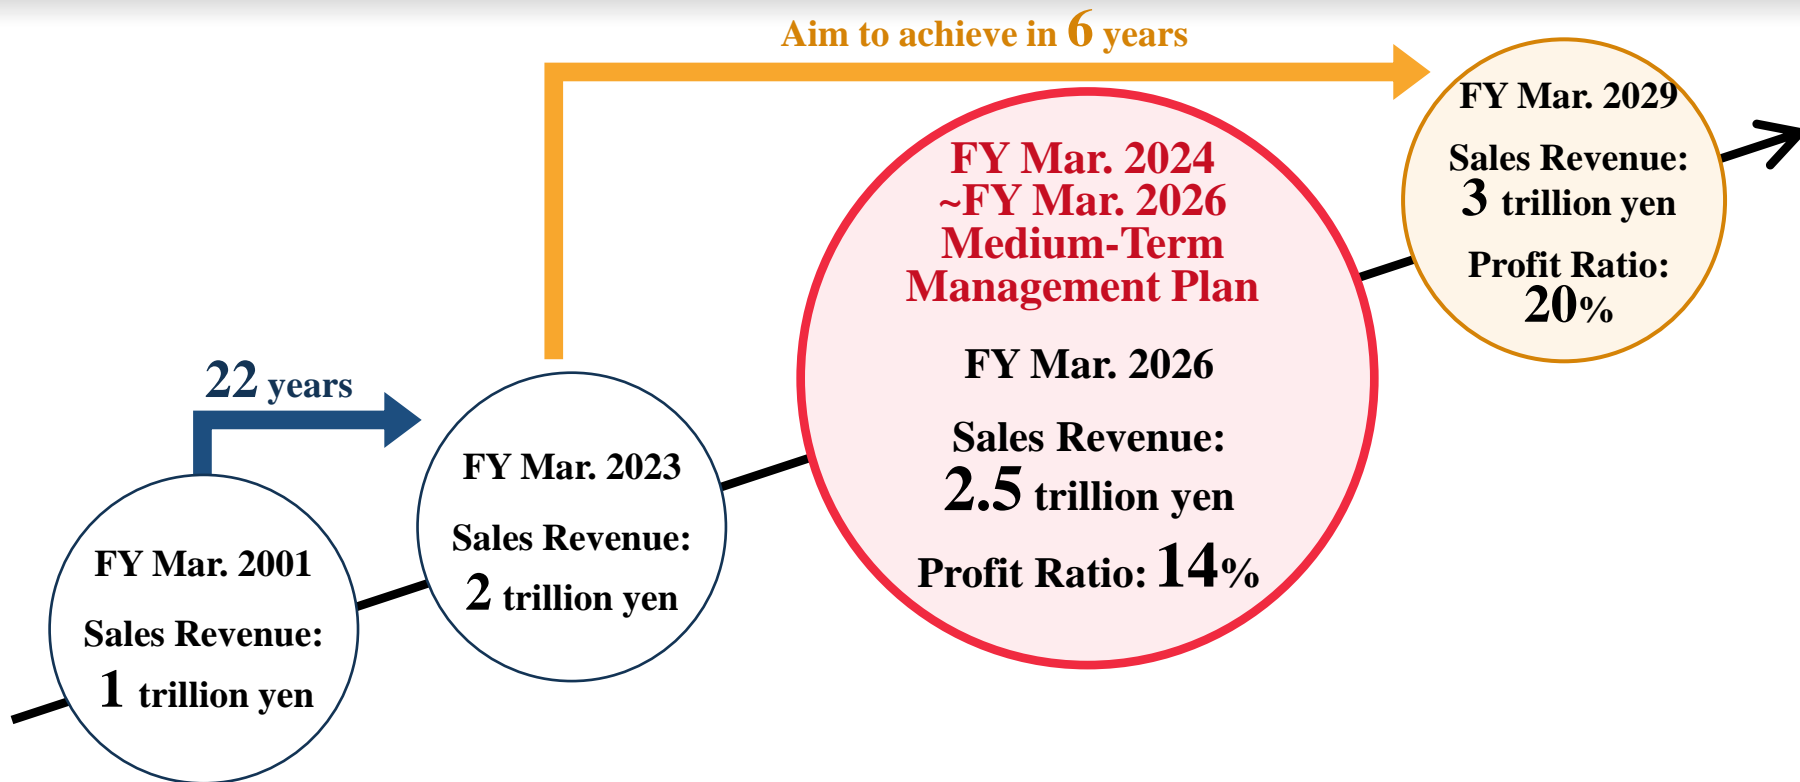 Aim to achieve in 6 years
22 years
FY Mar. 2001
Sales Revenue:
1 trillion yen
FY Mar. 2023
Sales Revenue:
2 trillion yen
FY Mar. 2024
~FY Mar. 2026
Medium-Term
Management Plan
FY Mar. 2026
Sales Revenue:
2.5 trillion yen
Profit Ratio: 14%
FY Mar. 2029
Sales Revenue:
3 trillion yen
Profit Ratio:
20%